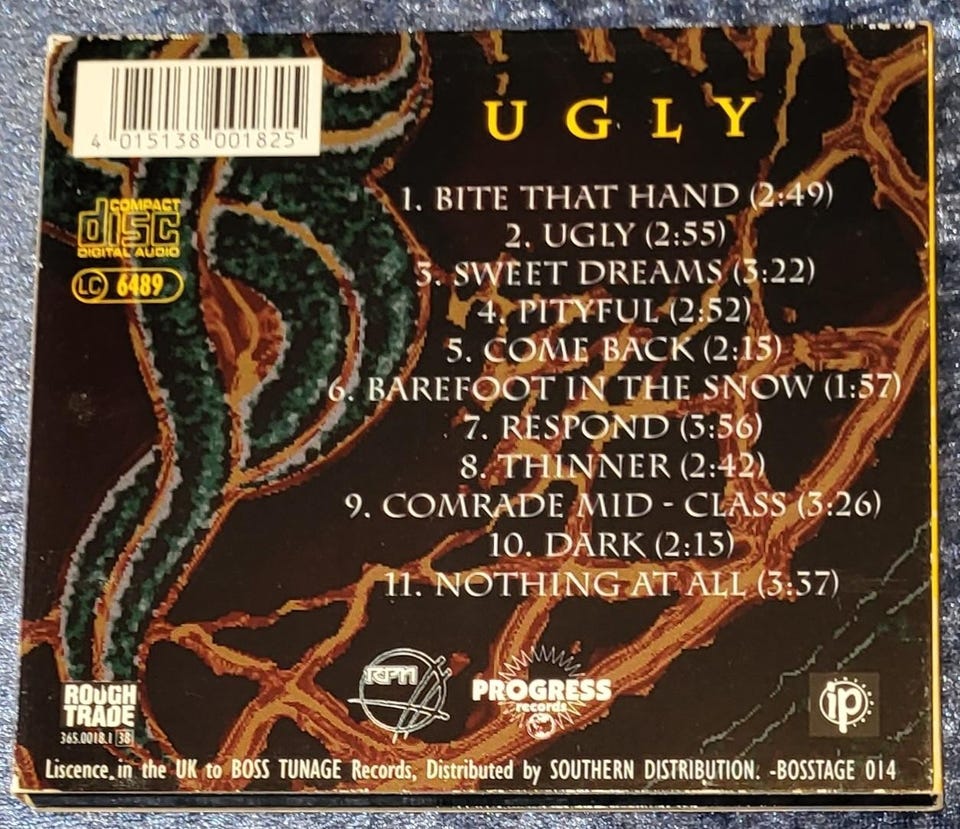 4 015138 001825
UGLY
COMPACT
disc
DIGITAL AUDIO
LC 6489
1. BITE THAT HAND (2:49)
2. UGLY (2:55)
3. SWEET DREAMS (3:22)
4. PITYFUL (2:52)
5. COME BACK (2:15)
6. BAREFOOT IN THE SNOW (1:57)
7. RESPOND (3:56)
8. THINNER (2:42)
9. COMRADE MID - CLASS (3:26)
10. DARK (2:13)
11. NOTHING AT ALL (3:37)
ROUGH
TRADE
365.0018.1 38
RPN
PROGRESS
records
ip
Liscence. in the UK to BOSS TUNAGE Records, Distributed by SOUTHERN DISTRIBUTION. -BOSSTAGE 014